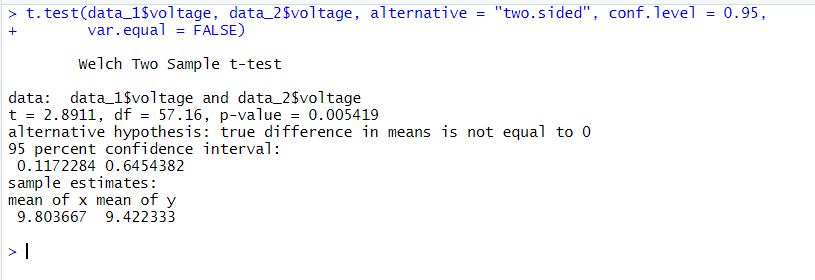 > t.test(data_1$voltage, data_2$voltage, alternative = "two.sided", conf.level = 0.95,
+        var.equal = FALSE)
        Welch Two Sample t-test
data:  data_1$voltage and data_2$voltage
t = 2.8911, df = 57.16, p-value = 0.005419
alternative hypothesis: true difference in means is not equal to 0
95 percent confidence interval:
 0.1172284 0.6454382
sample estimates:
mean of x mean of y
 9.803667  9.422333
>